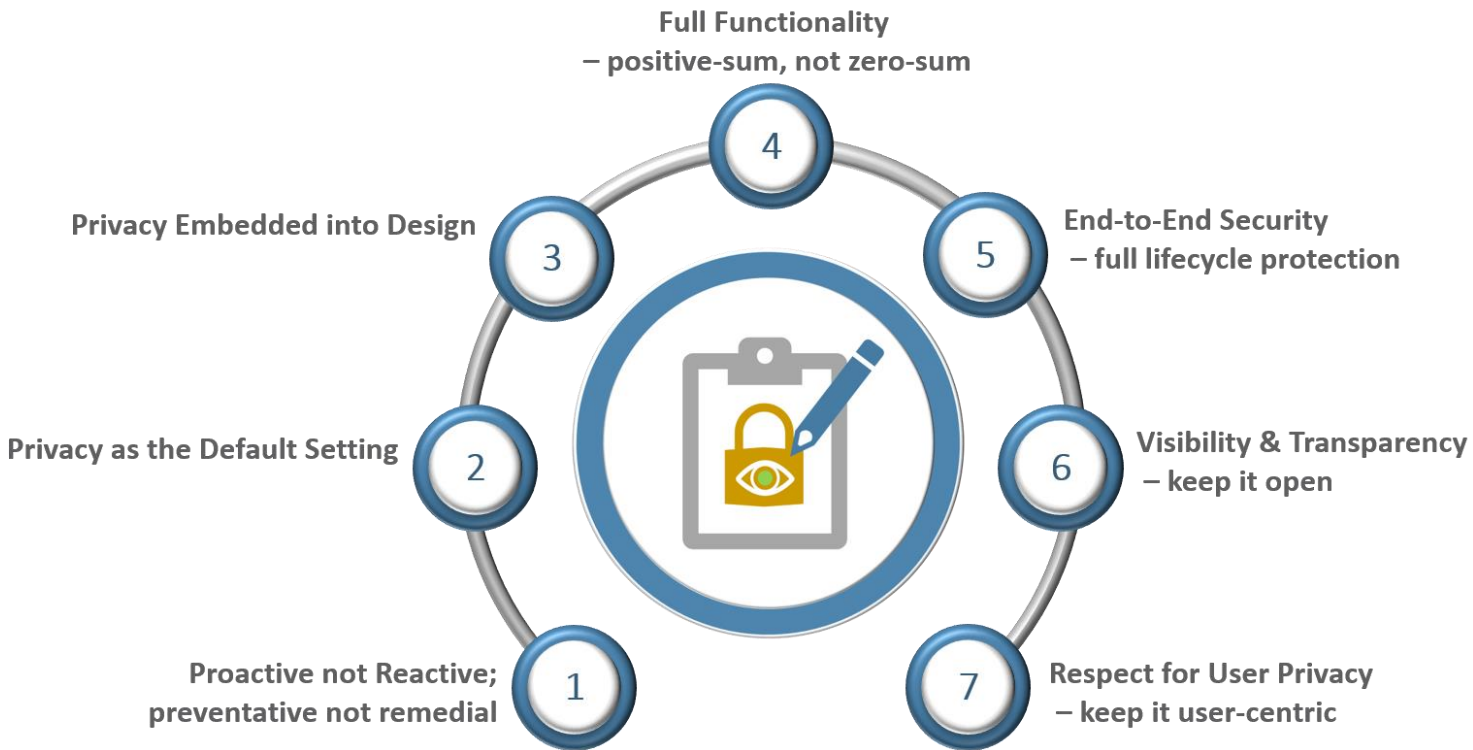 1
Proactive not Reactive;
preventative not remedial
2
Privacy as the Default Setting
3
Privacy Embedded into Design
4
Full Functionality
– positive-sum, not zero-sum
5
End-to-End Security
– full lifecycle protection
6
Visibility & Transparency
– keep it open
7
Respect for User Privacy
– keep it user-centric